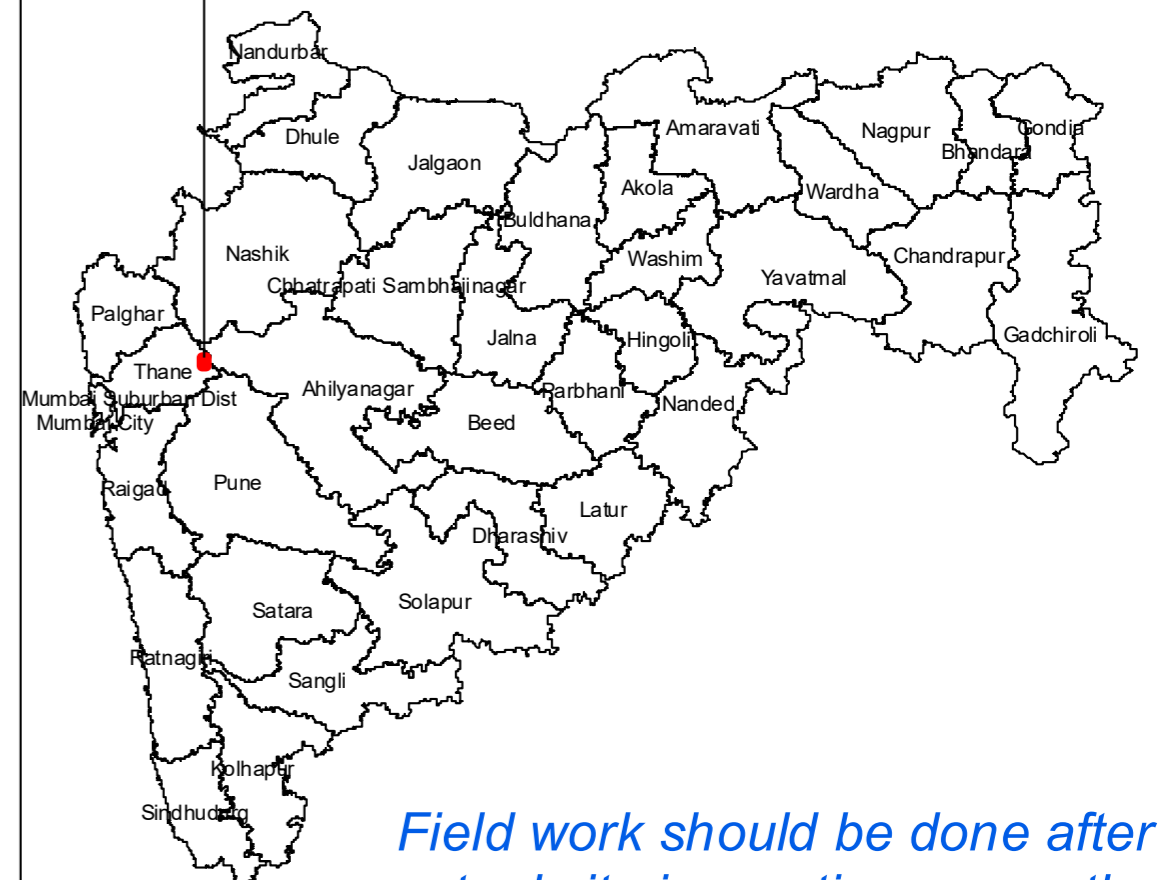 Nandurbar
Dhule
Jalgaon
Amaravati
Nagpur
Gondia
Bhandara
Akola
Wardha
Buldhana
Nashik
Washim
Chandrapur
Yavatmal
Chhatrapati Sambhajinagar
Palghar
Jalna
Hingoli
Gadchiroli
Thane
Ahilyanagar
Parbhani
Mumbai Suburban Dist
Nanded
Mumbai City
Beed
Raigad
Pune
Latur
Dharashiv
Satara
Solapur
Ratnagiri
Sangli
Kolhapur
Sindhudurg
Field work should be done after